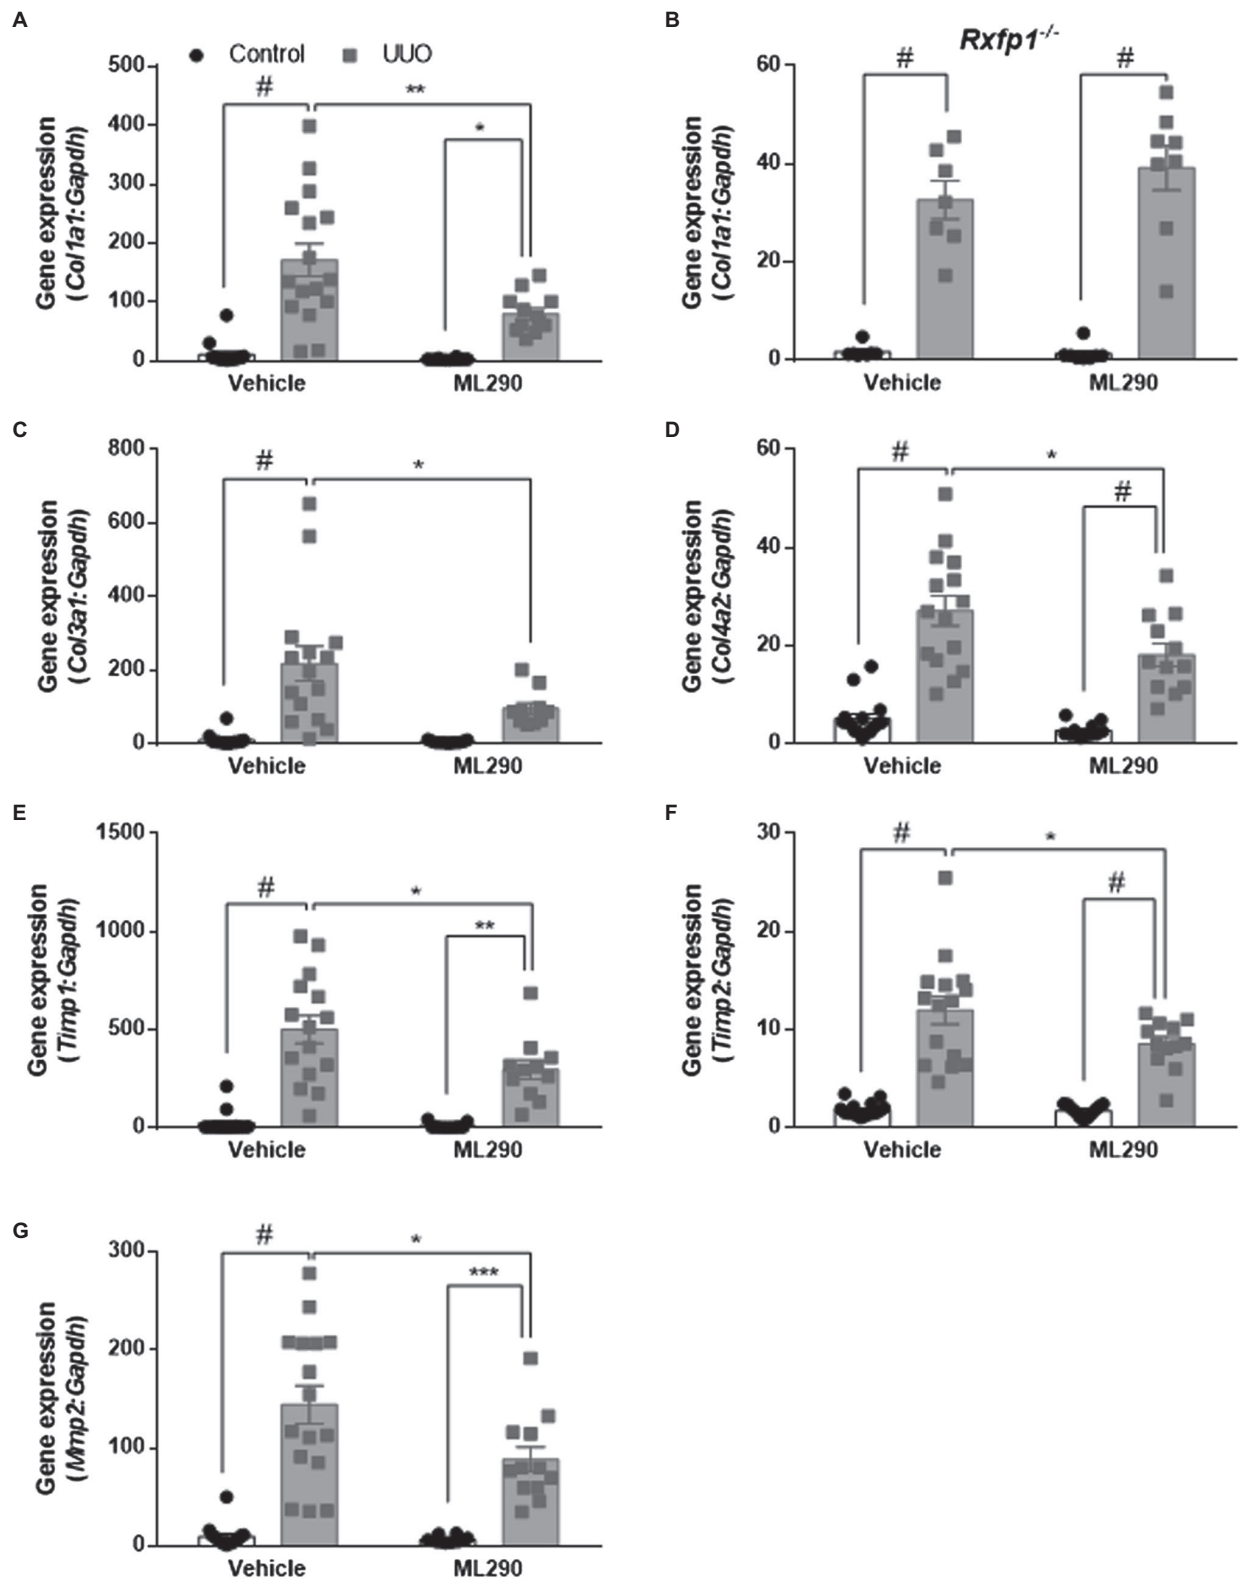 A
Control UUO
500
400
300
200
100
0
Gene expression
(Col1a1:Gapdh)
# **
*
Vehicle ML290
B
Rxfp1-/-
60
40
20
0
Gene expression
(Col1a1:Gapdh)
# #
Vehicle ML290
C
800
600
400
200
0
Gene expression
(Col3a1:Gapdh)
# *
Vehicle ML290
D
60
40
20
0
Gene expression
(Col4a2:Gapdh)
# *
#
Vehicle ML290
E
1500
1000
500
0
Gene expression
(Timp1:Gapdh)
# *
**
Vehicle ML290
F
30
20
10
0
Gene expression
(Timp2:Gapdh)
# *
#
Vehicle ML290
G
300
200
100
0
Gene expression
(Mmp2:Gapdh)
# *
***
Vehicle ML290